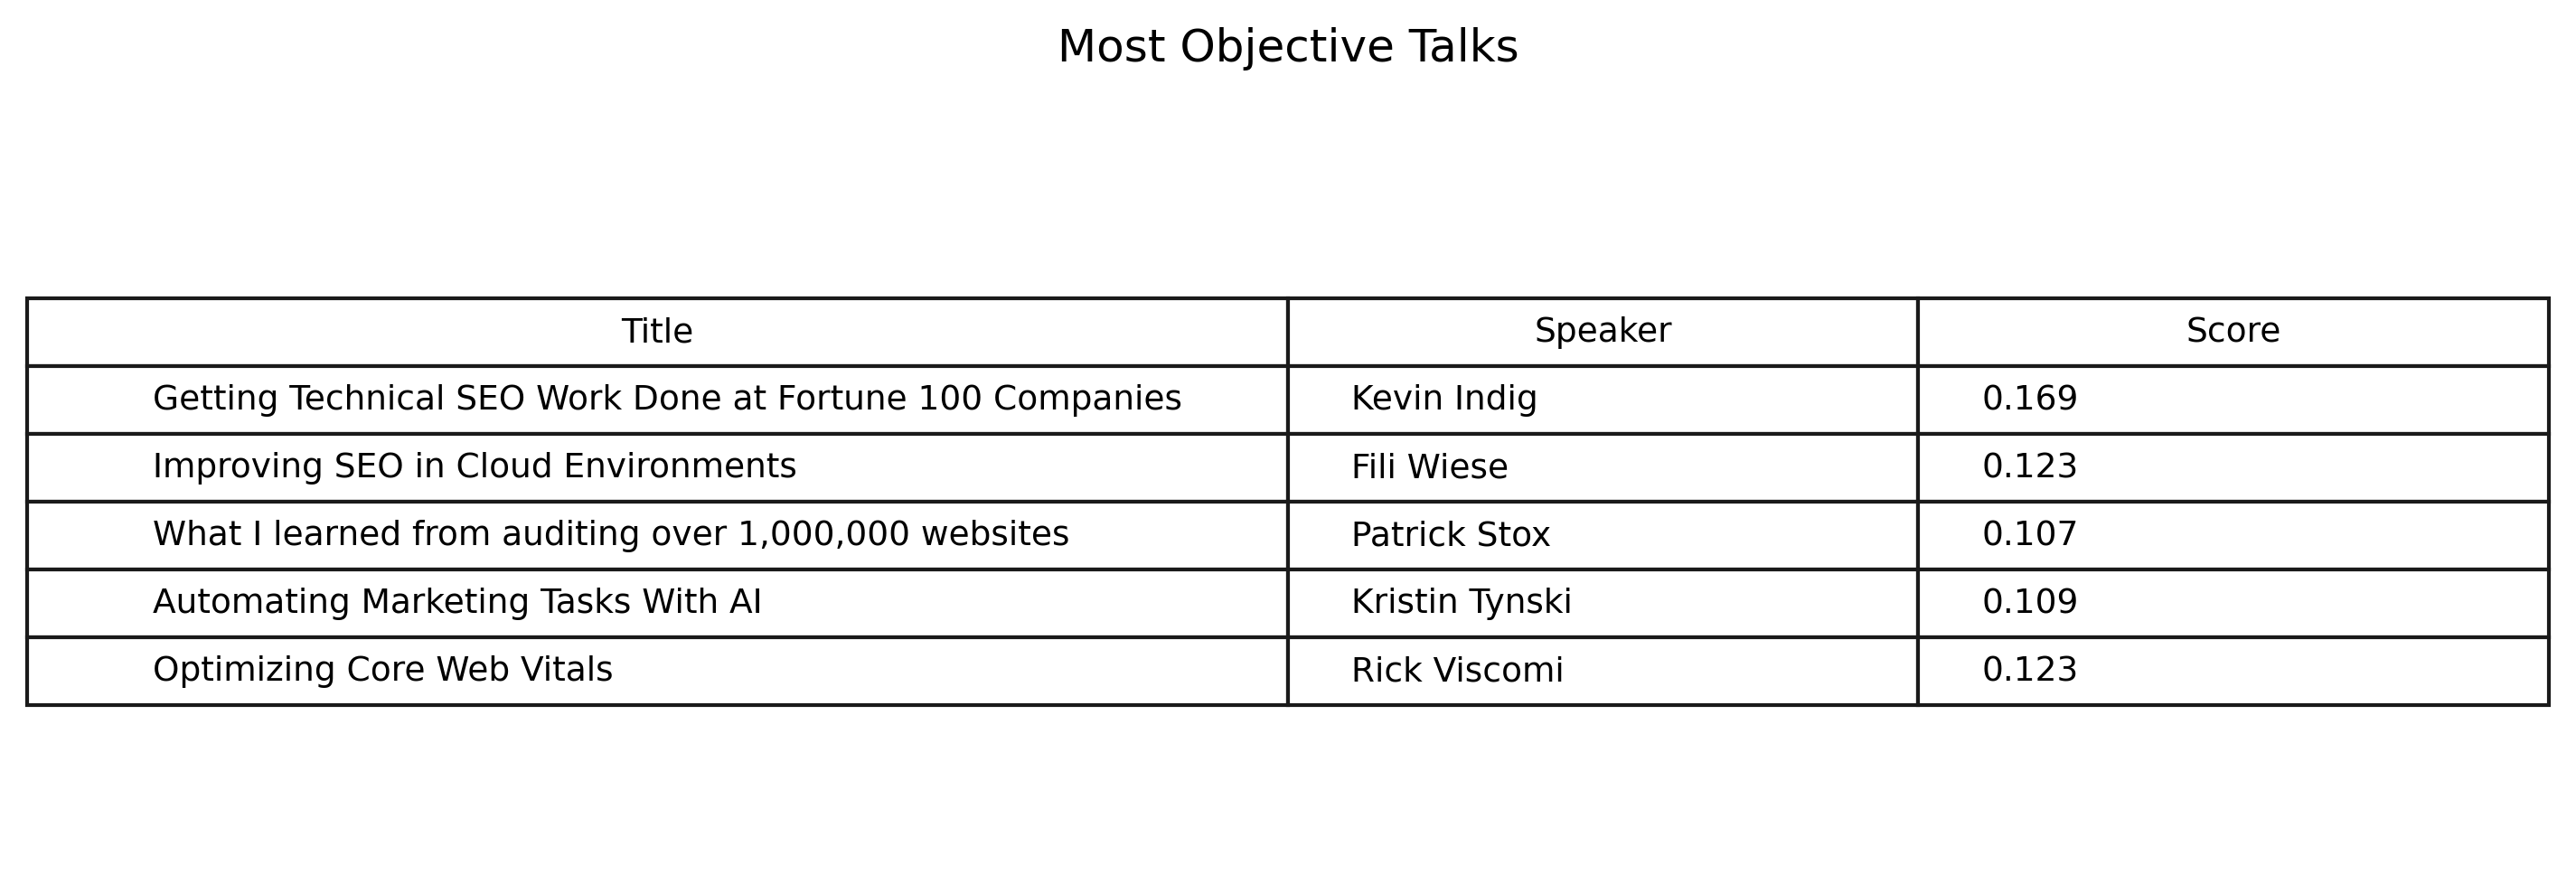 Most Objective Talks
Title Speaker Score
Getting Technical SEO Work Done at Fortune 100 Companies Kevin Indig 0.169
Improving SEO in Cloud Environments Fili Wiese 0.123
What I learned from auditing over 1,000,000 websites Patrick Stox 0.107
Automating Marketing Tasks With AI Kristin Tynski 0.109
Optimizing Core Web Vitals Rick Viscomi 0.123